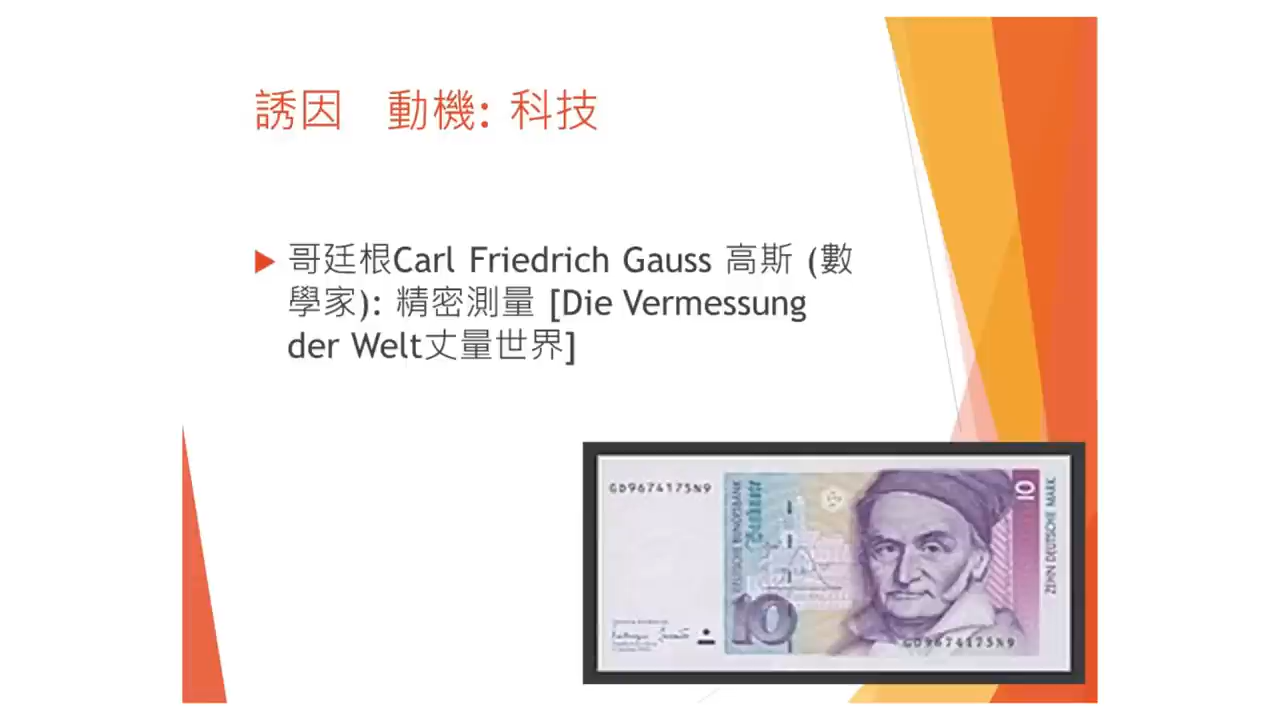 誘因　動機: 科技
哥廷根Carl Friedrich Gauss 高斯 (數
學家): 精密測量 [Die Vermessung
der Welt丈量世界]
GD9674175N9
DEUTSCHE BUNDESBANK
10
10
ZEHN DEUTSCHE MARK
GD9674175N9